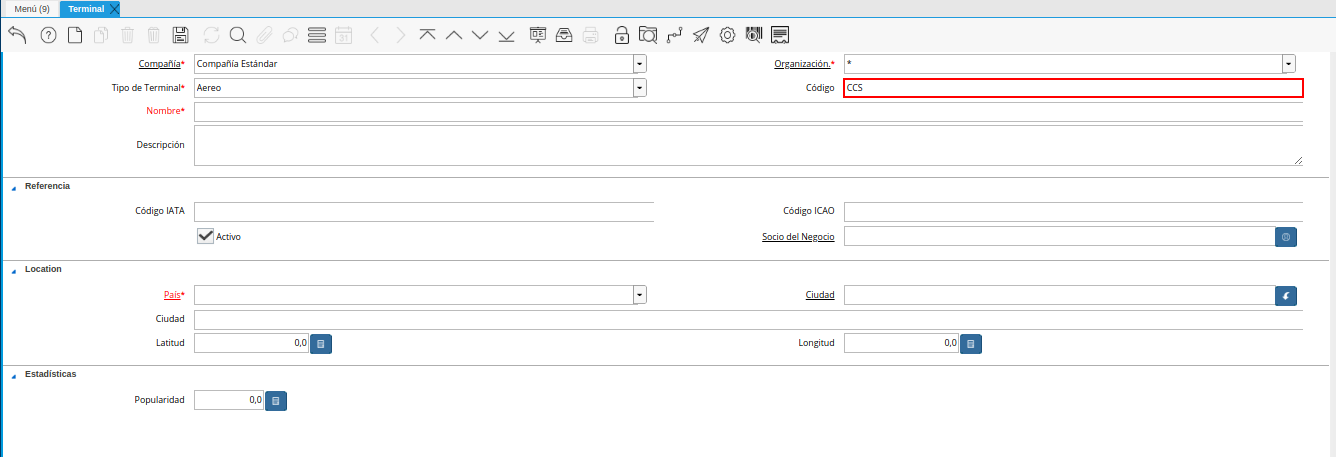 Menú (9) Terminal
31
Compañía* Compañía Estándar Organización.* *
Tipo de Terminal* Aereo Código CCS
Nombre*
Descripción
Referencia
Código IATA Código ICAO
Activo Socio del Negocio
Location
País* Ciudad
Ciudad
Latitud 0,0 Longitud 0,0
Estadísticas
Popularidad 0,0